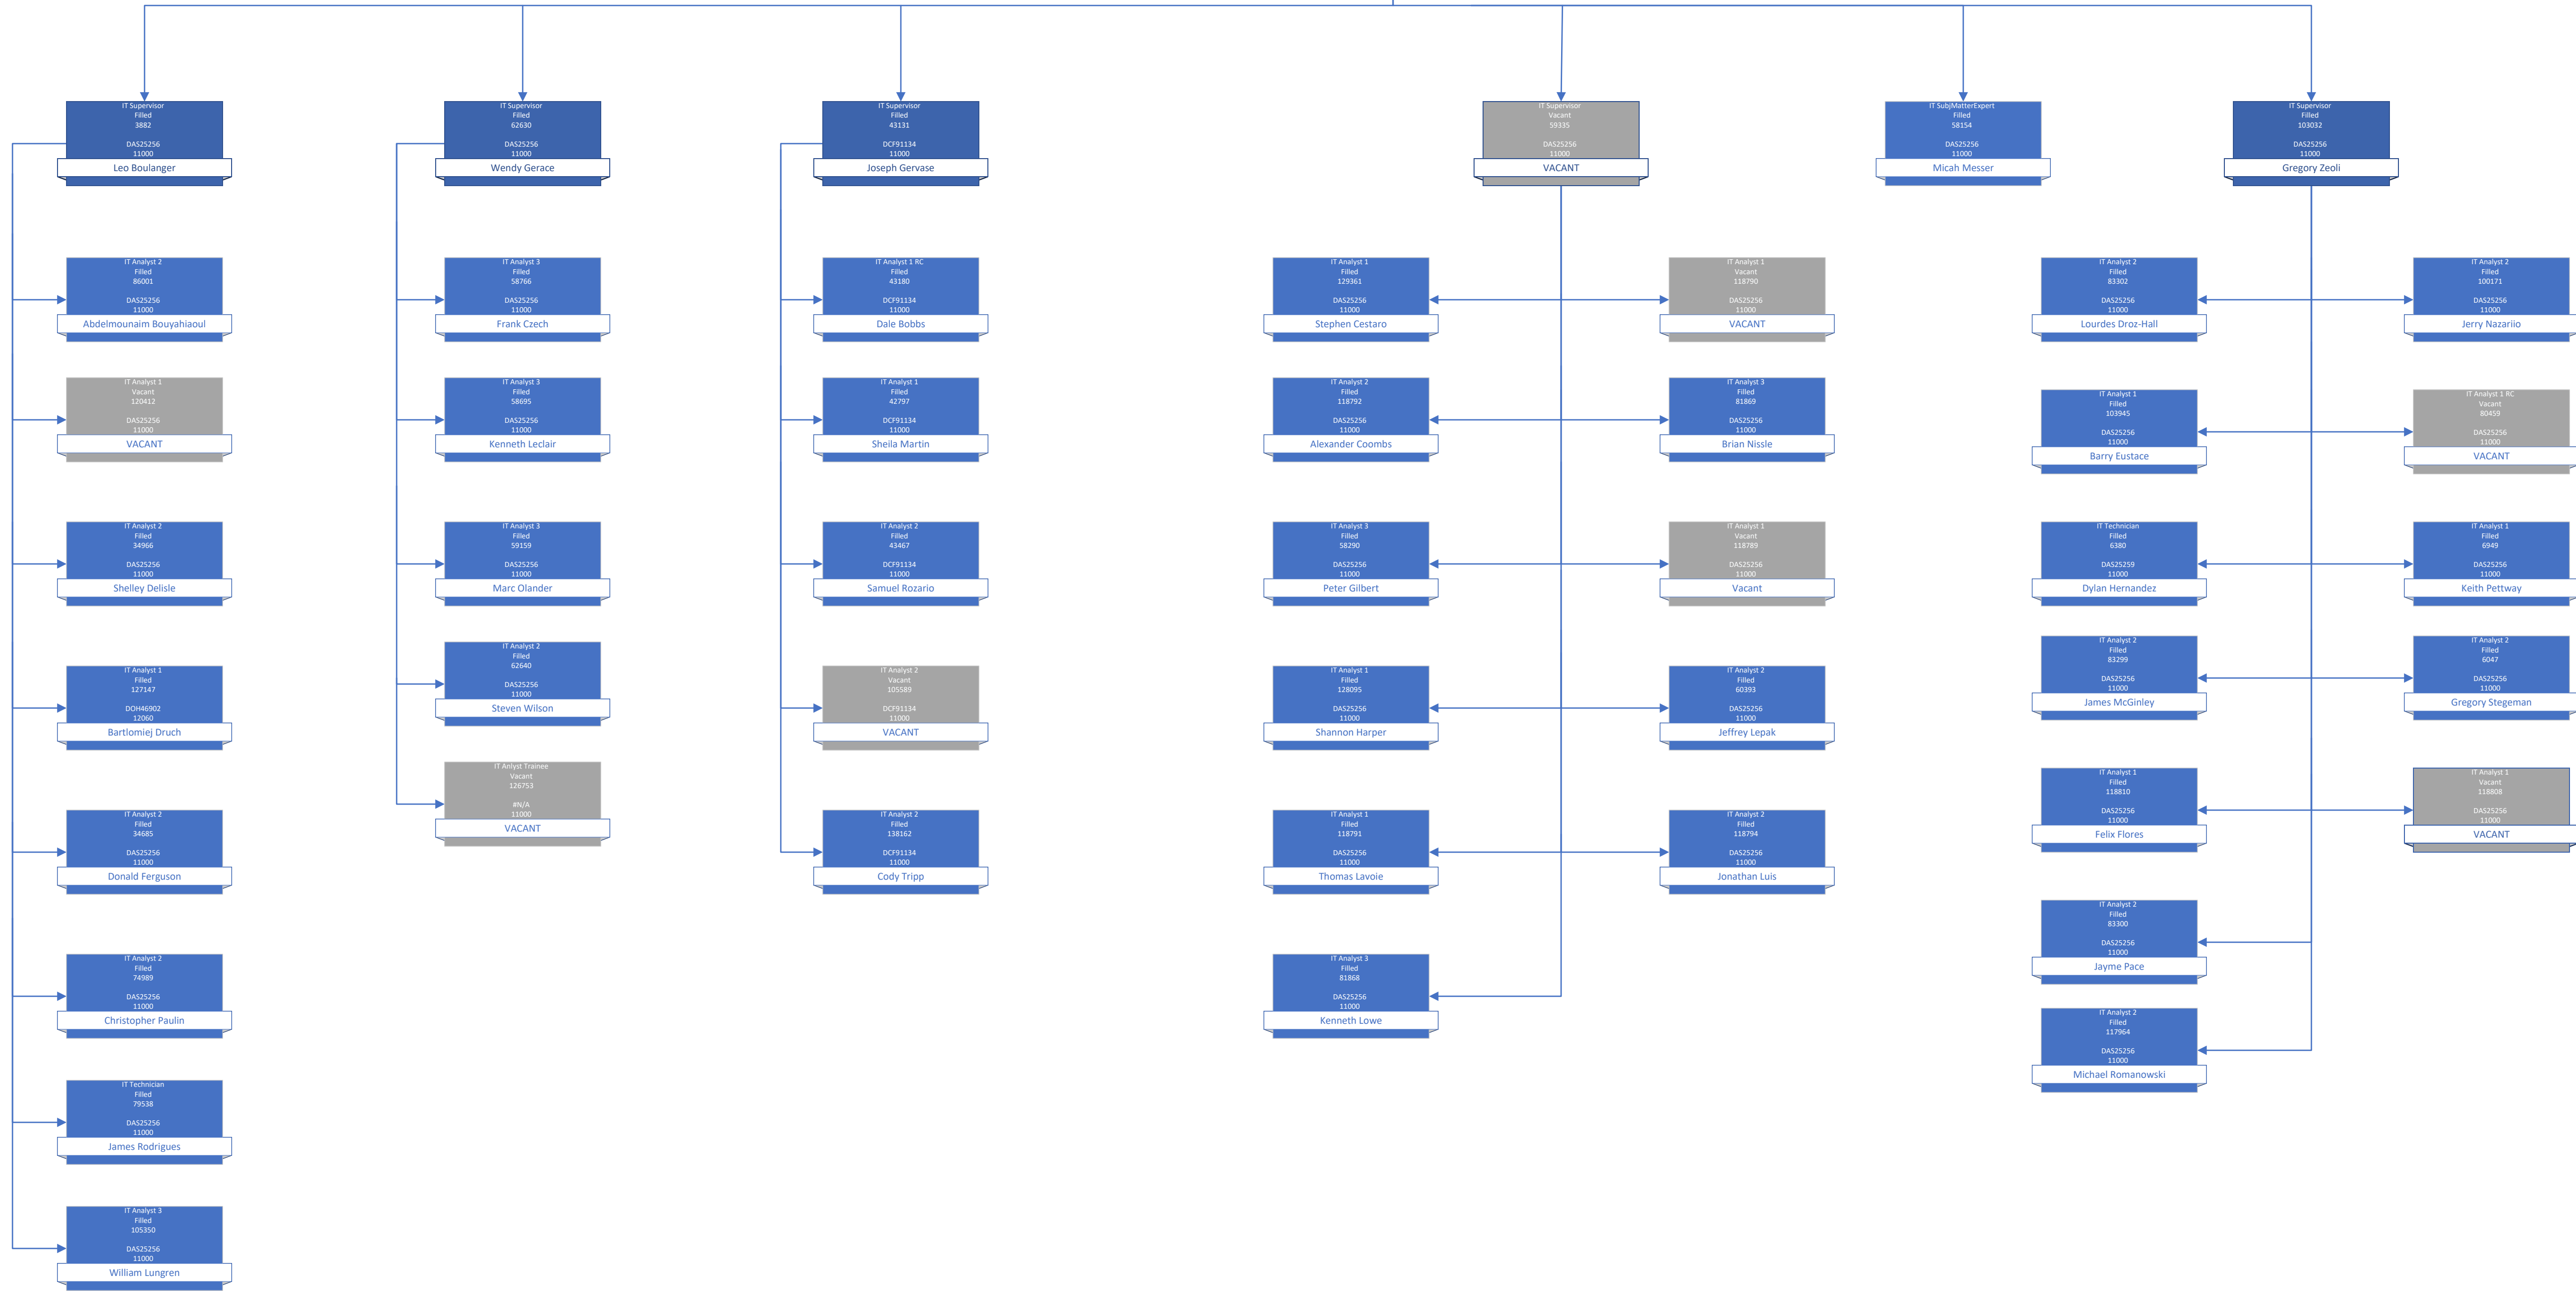 IT Supervisor
Filled
3882
DAS25256
11000
Leo Boulanger
IT Supervisor
Filled
62630
DAS25256
11000
Wendy Gerace
IT Supervisor
Filled
43131
DCF91134
11000
Joseph Gervase
IT Supervisor
Vacant
59335
DAS25256
11000
VACANT
IT SubjMatterExpert
Filled
58154
DAS25256
11000
Micah Messer
IT Supervisor
Filled
103032
DAS25256
11000
Gregory Zeoli
IT Analyst 2
Filled
86001
DAS25256
11000
Abdelmounaim Bouyahiaoul
IT Analyst 1
Vacant
120412
DAS25256
11000
VACANT
IT Analyst 2
Filled
34966
DAS25256
11000
Shelley Delisle
IT Analyst 1
Filled
127147
DOH46902
12060
Bartlomiej Druch
IT Analyst 2
Filled
34685
DAS25256
11000
Donald Ferguson
IT Analyst 2
Filled
74989
DAS25256
11000
Christopher Paulin
IT Technician
Filled
79538
DAS25256
11000
James Rodrigues
IT Analyst 3
Filled
105350
DAS25256
11000
William Lungren
IT Analyst 3
Filled
58766
DAS25256
11000
Frank Czech
IT Analyst 3
Filled
58695
DAS25256
11000
Kenneth Leclair
IT Analyst 3
Filled
59159
DAS25256
11000
Marc Olander
IT Analyst 2
Filled
62640
DAS25256
11000
Steven Wilson
IT Anlyst Trainee
Vacant
126753
#N/A
11000
VACANT
IT Analyst 1 RC
Filled
43180
DCF91134
11000
Dale Bobbs
IT Analyst 1
Filled
42797
DCF91134
11000
Sheila Martin
IT Analyst 2
Filled
43467
DCF91134
11000
Samuel Rozario
IT Analyst 2
Vacant
105589
DCF91134
11000
VACANT
IT Analyst 2
Filled
138162
DCF91134
11000
Cody Tripp
IT Analyst 1
Filled
129361
DAS25256
11000
Stephen Cestaro
IT Analyst 1
Vacant
118790
DAS25256
11000
VACANT
IT Analyst 2
Filled
118792
DAS25256
11000
Alexander Coombs
IT Analyst 3
Filled
81869
DAS25256
11000
Brian Nissle
IT Analyst 3
Filled
58290
DAS25256
11000
Peter Gilbert
IT Analyst 1
Vacant
118789
DAS25256
11000
Vacant
IT Analyst 1
Filled
128095
DAS25256
11000
Shannon Harper
IT Analyst 2
Filled
60393
DAS25256
11000
Jeffrey Lepak
IT Analyst 1
Filled
118791
DAS25256
11000
Thomas Lavoie
IT Analyst 2
Filled
118794
DAS25256
11000
Jonathan Luis
IT Analyst 3
Filled
81868
DAS25256
11000
Kenneth Lowe
IT Analyst 2
Filled
83302
DAS25256
11000
Lourdes Droz-Hall
IT Analyst 2
Filled
100171
DAS25256
11000
Jerry Nazariio
IT Analyst 1
Filled
103945
DAS25256
11000
Barry Eustace
IT Analyst 1 RC
Vacant
80459
DAS25256
11000
VACANT
IT Technician
Filled
6380
DAS25259
11000
Dylan Hernandez
IT Analyst 1
Filled
6949
DAS25256
11000
Keith Pettway
IT Analyst 2
Filled
83299
DAS25256
11000
James McGinley
IT Analyst 2
Filled
6047
DAS25256
11000
Gregory Stegeman
IT Analyst 1
Filled
118810
DAS25256
11000
Felix Flores
IT Analyst 1
Vacant
118808
DAS25256
11000
VACANT
IT Analyst 2
Filled
83300
DAS25256
11000
Jayme Pace
IT Analyst 2
Filled
117964
DAS25256
11000
Michael Romanowski